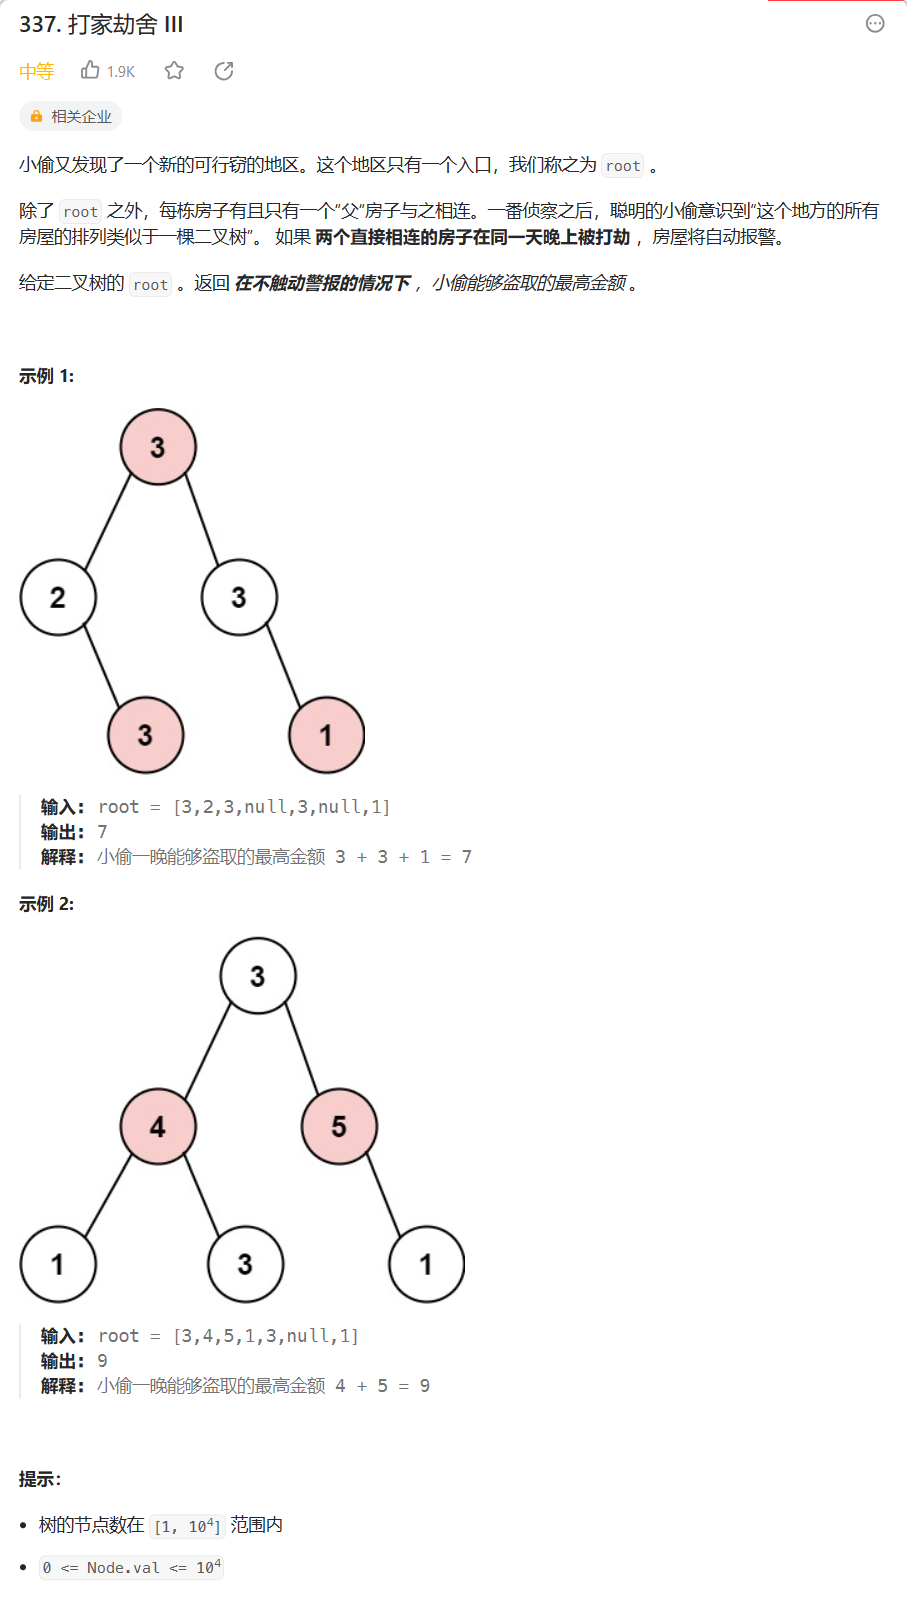 337. 打家劫舍 III
中等 1.9K
相关企业
小偷又发现了一个新的可行窃的地区。这个地区只有一个入口，我们称之为 root 。
除了 root 之外，每栋房子有且只有一个“父“房子与之相连。一番侦察之后，聪明的小偷意识到“这个地方的所有
房屋的排列类似于一棵二叉树”。 如果 两个直接相连的房子在同一天晚上被打劫 ，房屋将自动报警。
给定二叉树的 root 。返回 在不触动警报的情况下 ，小偷能够盗取的最高金额 。
示例 1:
3
2 3
3 1
输入: root = [3,2,3,null,3,null,1]
输出: 7
解释: 小偷一晚能够盗取的最高金额 3 + 3 + 1 = 7
示例 2:
3
4 5
1 3 1
输入: root = [3,4,5,1,3,null,1]
输出: 9
解释: 小偷一晚能够盗取的最高金额 4 + 5 = 9
提示：
• 树的节点数在 [1, 10⁴] 范围内
• 0 <= Node.val <= 10⁴